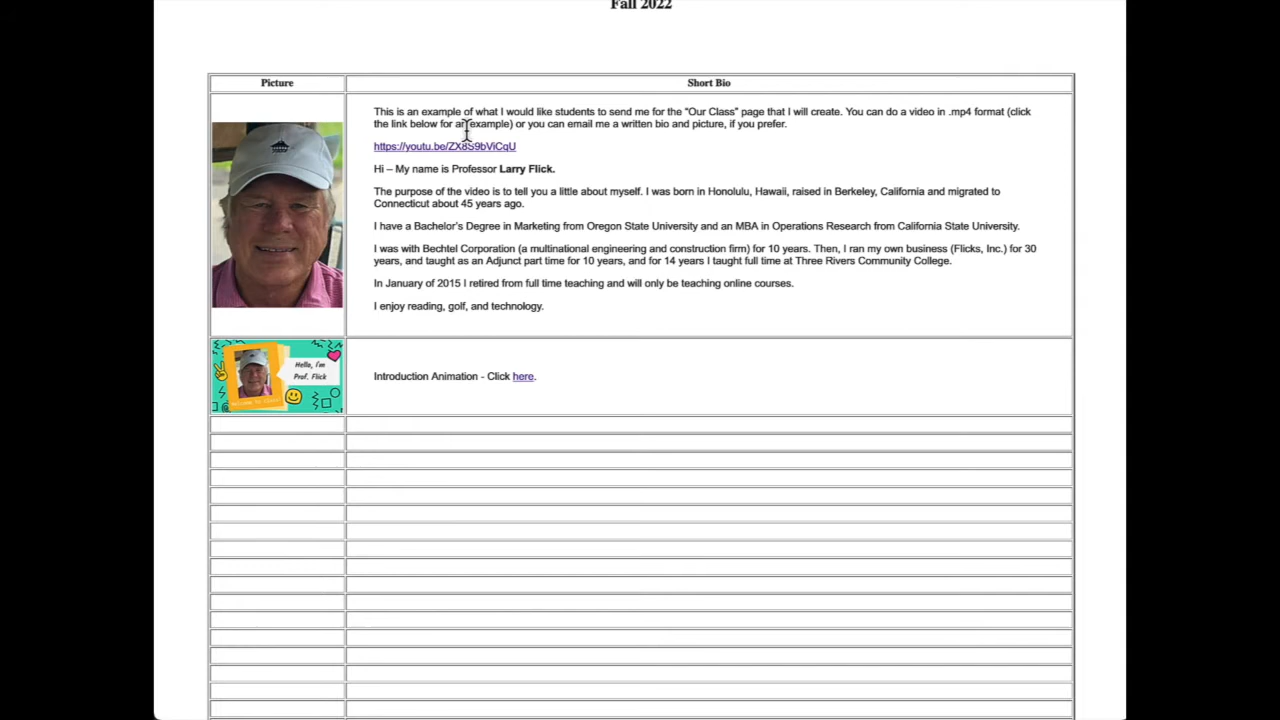 Fall 2022
Picture
Short Bio
This is an example of what I would like students to send me for the "Our Class" page that I will create. You can do a video in .mp4 format (click
the link below for an example) or you can email me a written bio and picture, if you prefer.
https://youtu.be/ZX8S9bViCqU
Hi – My name is Professor Larry Flick.
The purpose of the video is to tell you a little about myself. I was born in Honolulu, Hawaii, raised in Berkeley, California and migrated to
Connecticut about 45 years ago.
I have a Bachelor's Degree in Marketing from Oregon State University and an MBA in Operations Research from California State University.
I was with Bechtel Corporation (a multinational engineering and construction firm) for 10 years. Then, I ran my own business (Flicks, Inc.) for 30
years, and taught as an Adjunct part time for 10 years, and for 14 years I taught full time at Three Rivers Community College.
In January of 2015 I retired from full time teaching and will only be teaching online courses.
I enjoy reading, golf, and technology.
Hello, I'm
Prof. Flick
Introduction Animation - Click here.